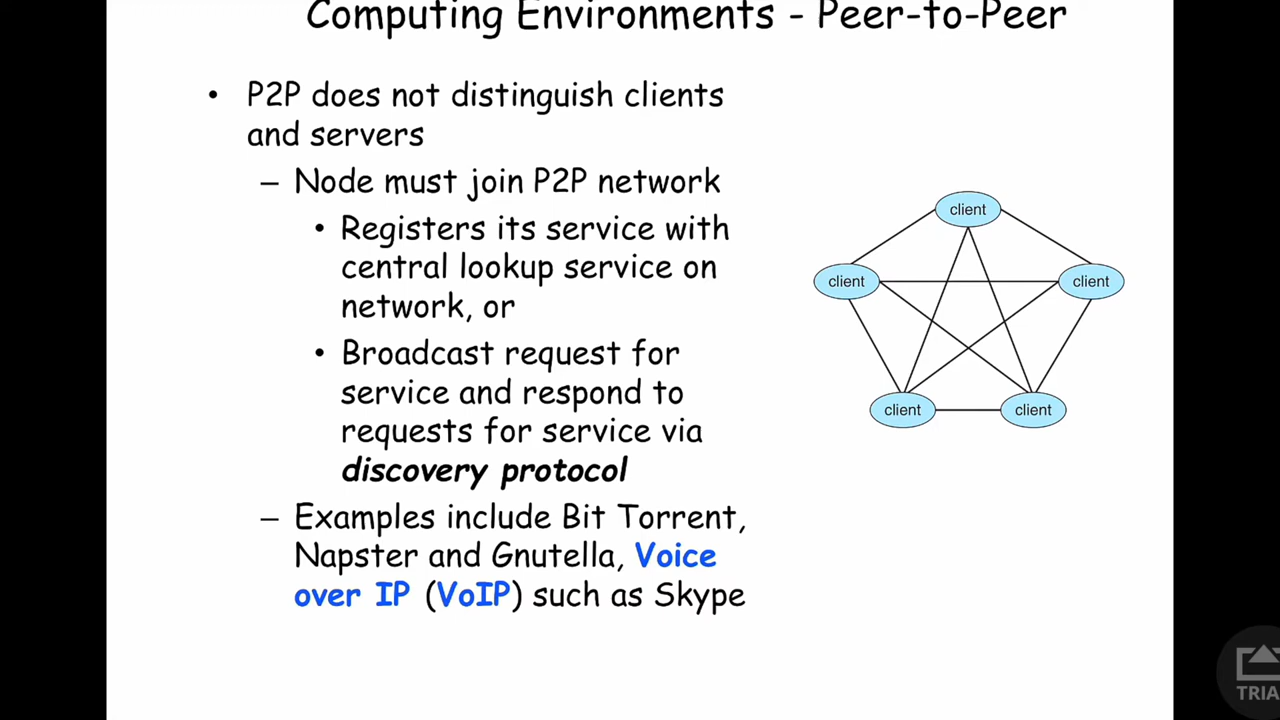 Computing Environments - Peer-to-Peer
• P2P does not distinguish clients
and servers
– Node must join P2P network
• Registers its service with
central lookup service on
network, or
• Broadcast request for
service and respond to
requests for service via
discovery protocol
– Examples include Bit Torrent,
Napster and Gnutella, Voice
over IP (VoIP) such as Skype
client
client
client
client
client
TRIA